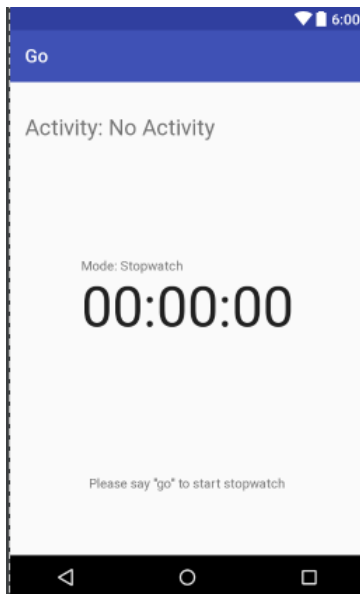 6:00
Go
Activity: No Activity
Mode: Stopwatch
00:00:00
Please say "go" to start stopwatch